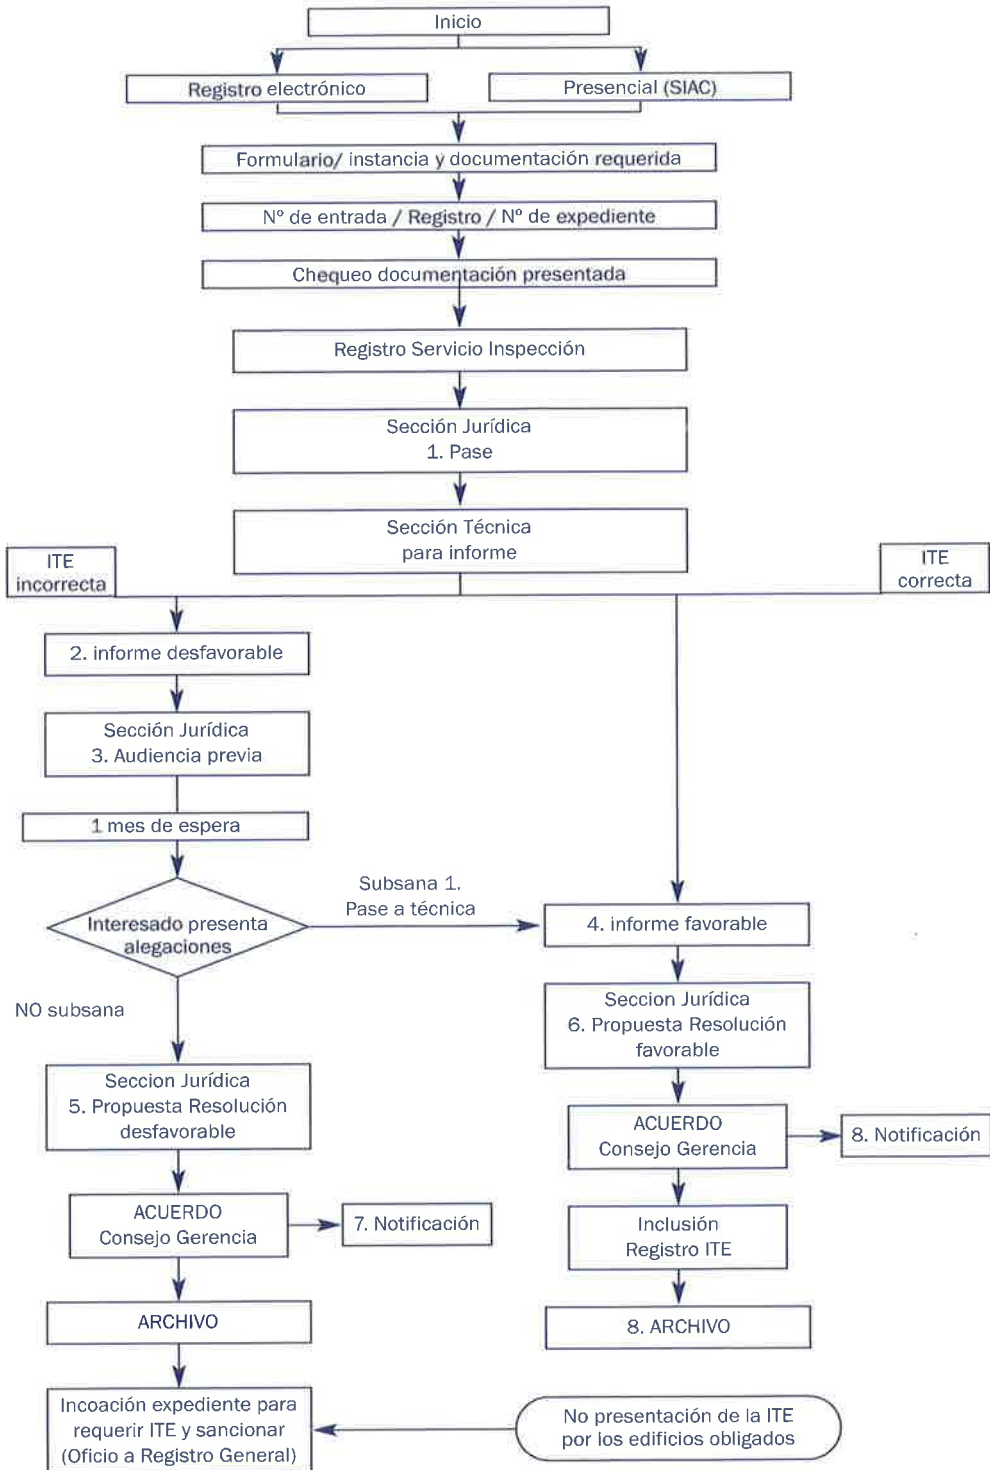 Inicio
Registro electrónico
Presencial (SIAC)
Formulario/ instancia y documentación requerida
Nº de entrada / Registro / Nº de expediente
Chequeo documentación presentada
Registro Servicio Inspección
Sección Jurídica
1. Pase
Sección Técnica
para informe
ITE
incorrecta
ITE
correcta
2. informe desfavorable
Sección Jurídica
3. Audiencia previa
1 mes de espera
Interesado presenta
alegaciones
Subsana 1.
Pase a técnica
4. informe favorable
NO subsana
Seccion Jurídica
6. Propuesta Resolución
favorable
Seccion Jurídica
5. Propuesta Resolución
desfavorable
ACUERDO
Consejo Gerencia
8. Notificación
ACUERDO
Consejo Gerencia
7. Notificación
Inclusión
Registro ITE
ARCHIVO
8. ARCHIVO
Incoación expediente para
requerir ITE y sancionar
(Oficio a Registro General)
No presentación de la ITE
por los edificios obligados